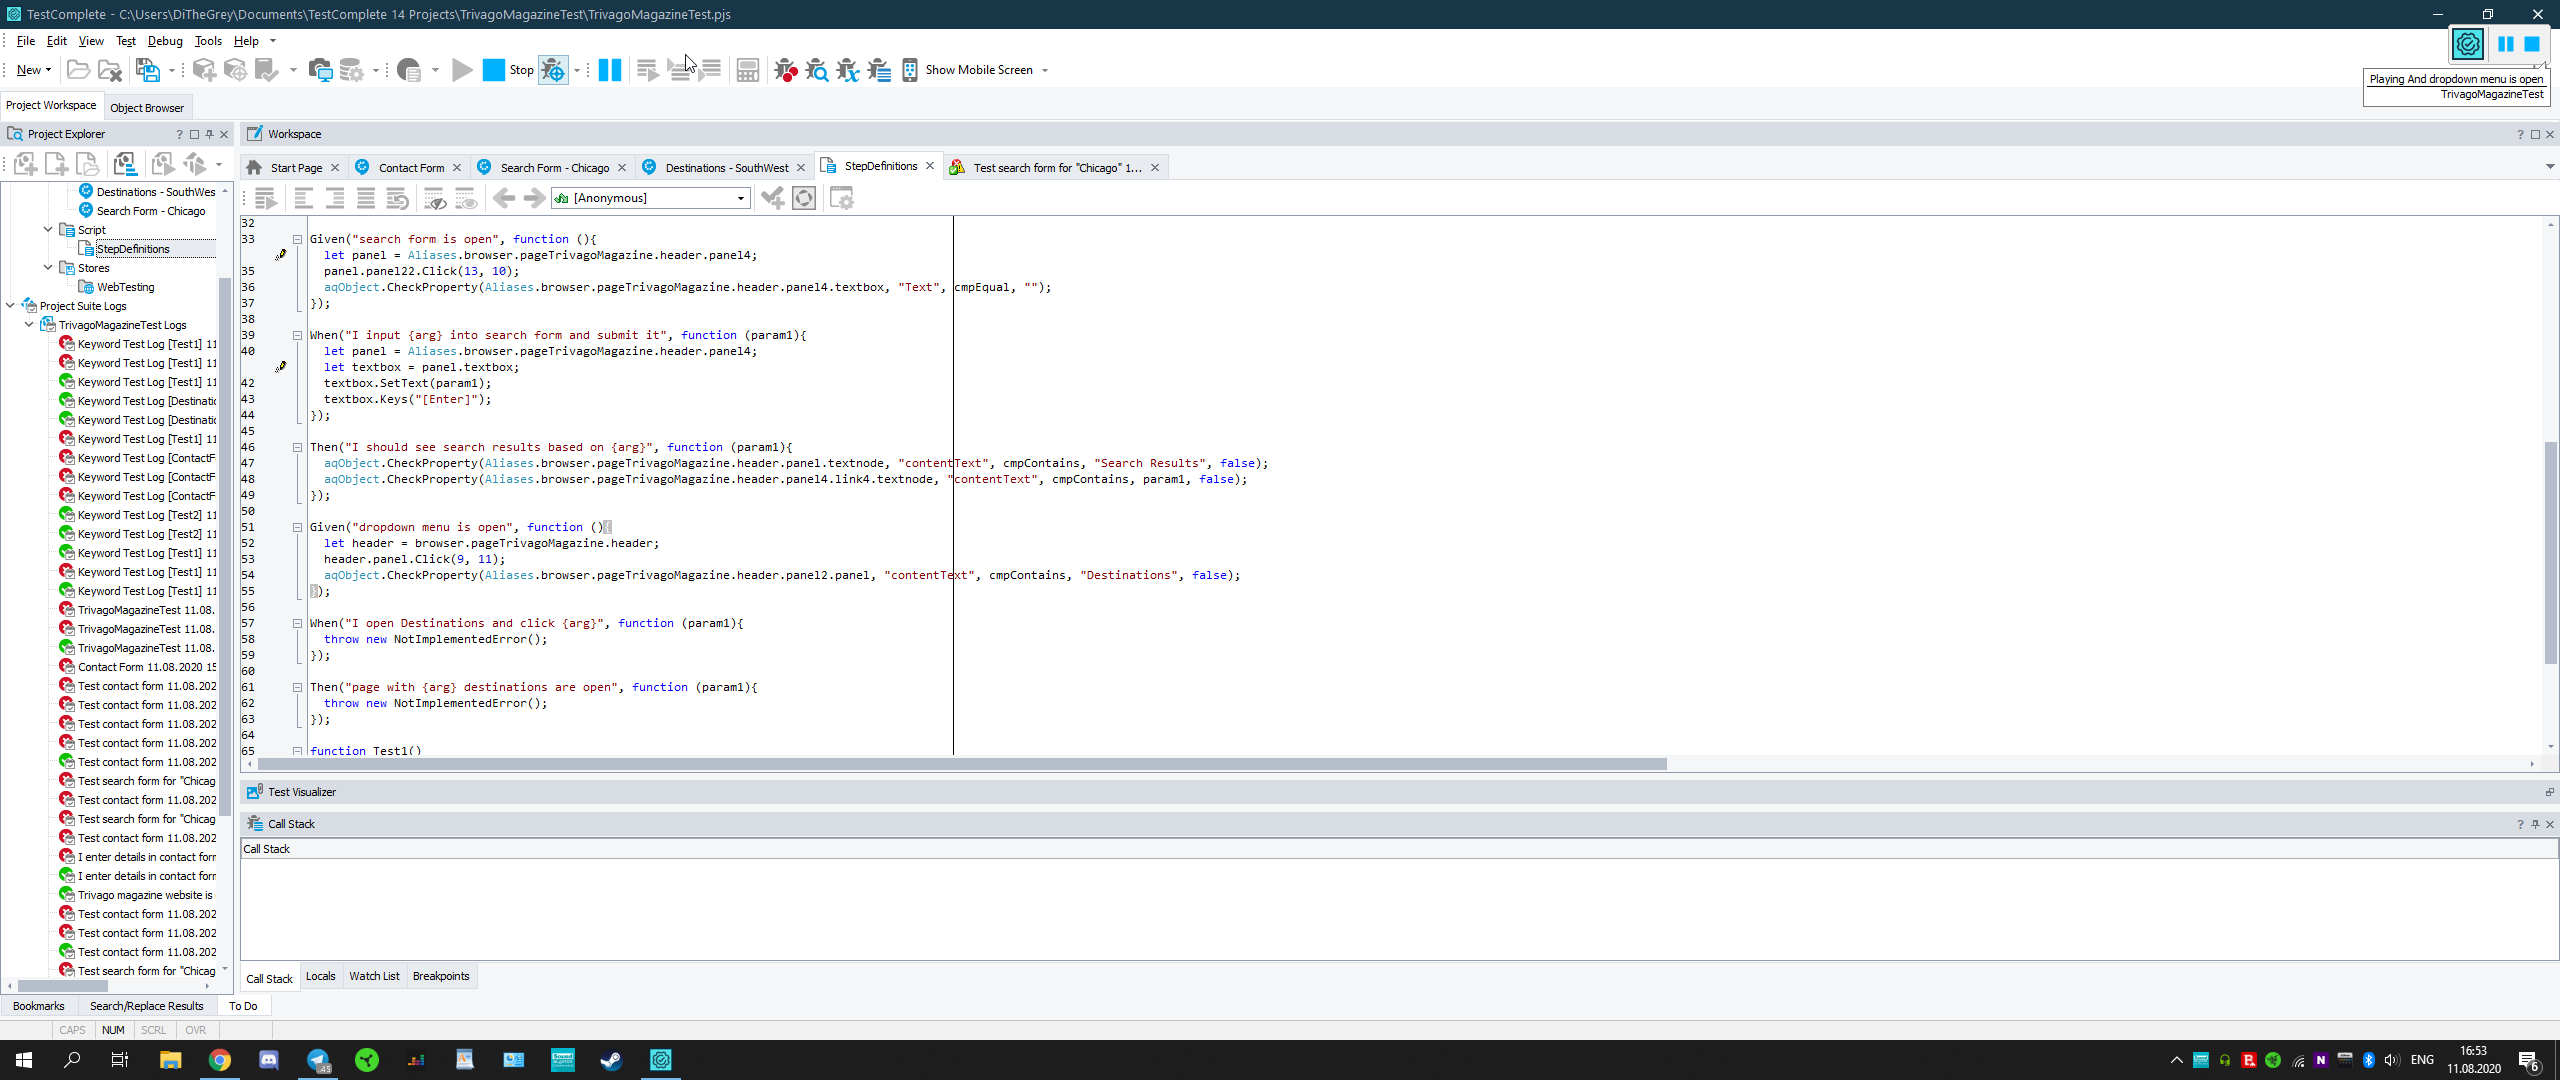 TestComplete - C:\Users\DiTheGrey\Documents\TestComplete 14 Projects\TrivagoMagazineTest\TrivagoMagazineTest.pjs
File Edit View Test Debug Tools Help
New
Stop
Show Mobile Screen
Playing And dropdown menu is open
TrivagoMagazineTest
Project Workspace
Object Browser
Project Explorer
Destinations - SouthWes
Search Form - Chicago
Script
StepDefinitions
Stores
WebTesting
Project Suite Logs
TrivagoMagazineTest Logs
Keyword Test Log [Test1] 11
Keyword Test Log [Test1] 11
Keyword Test Log [Test1] 11
Keyword Test Log [Destinatic
Keyword Test Log [Destinatic
Keyword Test Log [Test1] 11
Keyword Test Log [ContactF
Keyword Test Log [ContactF
Keyword Test Log [ContactF
Keyword Test Log [Test2] 11
Keyword Test Log [Test2] 11
Keyword Test Log [Test1] 11
Keyword Test Log [Test1] 11
Keyword Test Log [Test1] 11
TrivagoMagazineTest 11.08.
TrivagoMagazineTest 11.08.
TrivagoMagazineTest 11.08.
Contact Form 11.08.2020 15
Test contact form 11.08.202
Test contact form 11.08.202
Test contact form 11.08.202
Test contact form 11.08.202
Test contact form 11.08.202
Test search form for "Chicag
Test contact form 11.08.202
Test search form for "Chicag
Test contact form 11.08.202
I enter details in contact forn
I enter details in contact forn
Trivago magazine website is
Test contact form 11.08.202
Test contact form 11.08.202
Test contact form 11.08.202
Test search form for "Chicag
Workspace
Start Page
Contact Form
Search Form - Chicago
Destinations - SouthWest
StepDefinitions
Test search form for "Chicago" 1...
[Anonymous]
32
33 Given("search form is open", function (){
let panel = Aliases.browser.pageTrivagoMagazine.header.panel4;
35 panel.panel22.Click(13, 10);
36 aqObject.CheckProperty(Aliases.browser.pageTrivagoMagazine.header.panel4.textbox, "Text", cmpEqual, "");
37 });
38
39 When("I input {arg} into search form and submit it", function (param1){
40 let panel = Aliases.browser.pageTrivagoMagazine.header.panel4;
let textbox = panel.textbox;
42 textbox.SetText(param1);
43 textbox.Keys("[Enter]");
44 });
45
46 Then("I should see search results based on {arg}", function (param1){
47 aqObject.CheckProperty(Aliases.browser.pageTrivagoMagazine.header.panel.textnode, "contentText", cmpContains, "Search Results", false);
48 aqObject.CheckProperty(Aliases.browser.pageTrivagoMagazine.header.panel4.link4.textnode, "contentText", cmpContains, param1, false);
49 });
50
51 Given("dropdown menu is open", function (){
52 let header = browser.pageTrivagoMagazine.header;
53 header.panel.Click(9, 11);
54 aqObject.CheckProperty(Aliases.browser.pageTrivagoMagazine.header.panel2.panel, "contentText", cmpContains, "Destinations", false);
55 });
56
57 When("I open Destinations and click {arg}", function (param1){
58 throw new NotImplementedError();
59 });
60
61 Then("page with {arg} destinations are open", function (param1){
62 throw new NotImplementedError();
63 });
64
65 function Test1()
Test Visualizer
Call Stack
Call Stack
Call Stack Locals Watch List Breakpoints
Bookmarks Search/Replace Results To Do
CAPS NUM SCRL OVR
45
ENG
16:53
11.08.2020
6